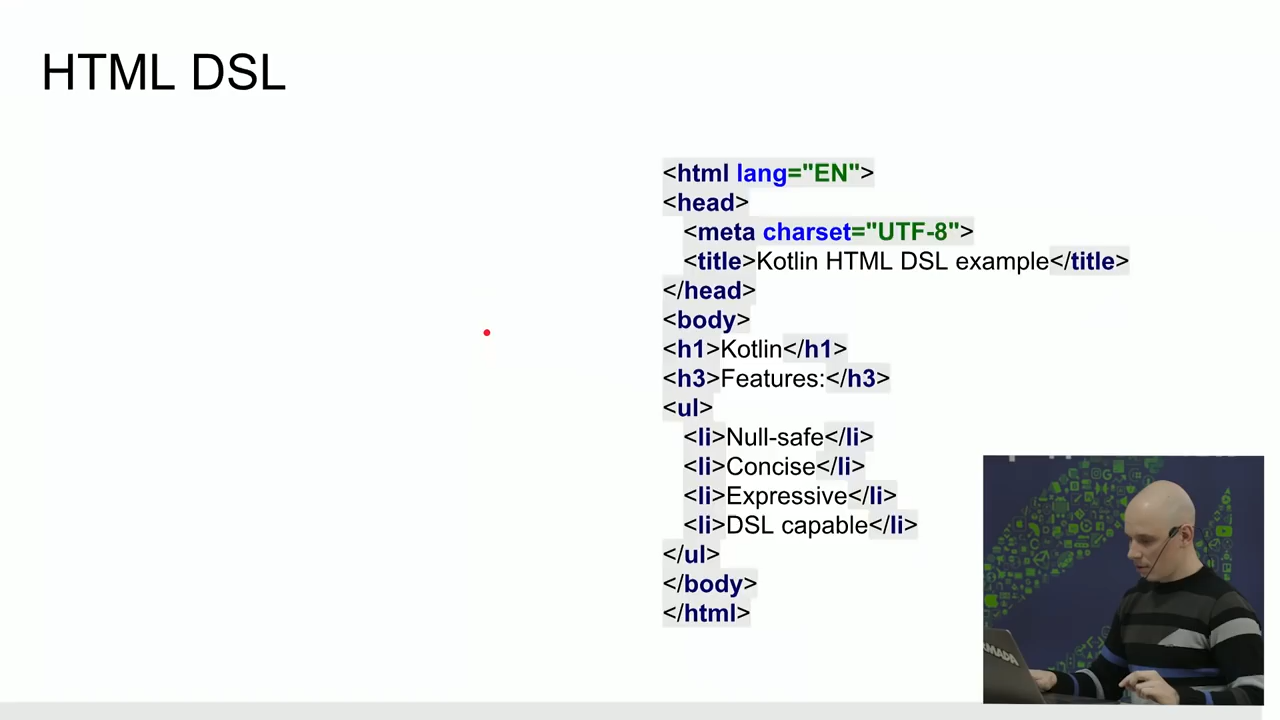 HTML DSL
<html lang="EN">
<head>
<meta charset="UTF-8">
<title>Kotlin HTML DSL example</title>
</head>
<body>
<h1>Kotlin</h1>
<h3>Features:</h3>
<ul>
<li>Null-safe</li>
<li>Concise</li>
<li>Expressive</li>
<li>DSL capable</li>
</ul>
</body>
</html>